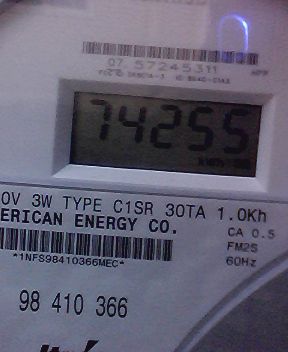 07 57245311
74255
0V 3W TYPE C1SR 30TA 1.0Kh
ERICAN ENERGY CO.
CA 0.5
FM2S
60Hz
*1NFS98410366MEC*
98 410 366